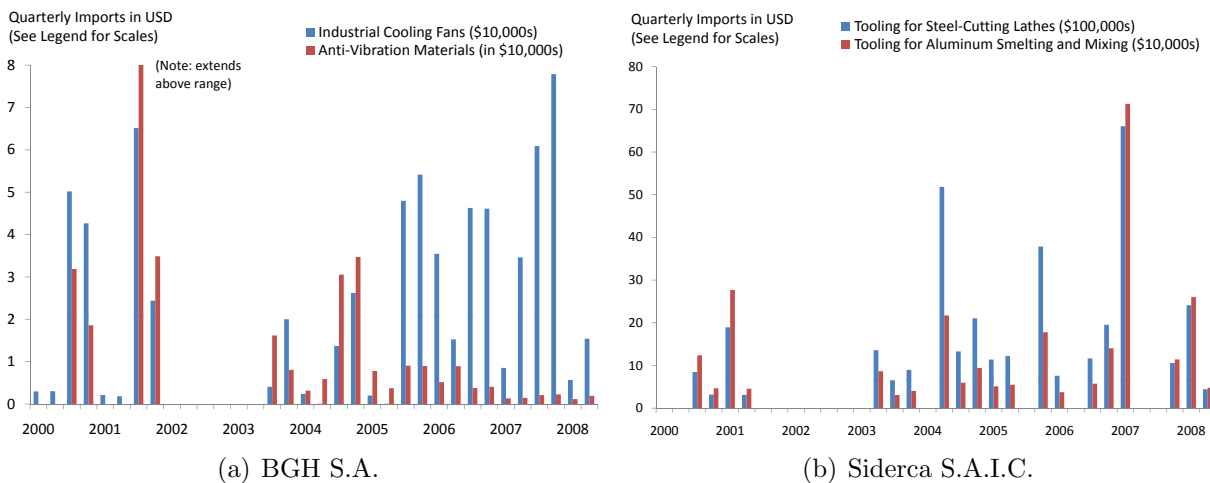 Quarterly Imports in USD
(See Legend for Scales)
Industrial Cooling Fans ($10,000s)
Anti-Vibration Materials (in $10,000s)
(Note: extends
above range)
8
7
6
5
4
3
2
1
0
2000 2001 2002 2003 2004 2005 2006 2007 2008
(a) BGH S.A.
Quarterly Imports in USD
(See Legend for Scales)
Tooling for Steel-Cutting Lathes ($100,000s)
Tooling for Aluminum Smelting and Mixing ($10,000s)
80
70
60
50
40
30
20
10
0
2000 2001 2002 2003 2004 2005 2006 2007 2008
(b) Siderca S.A.I.C.